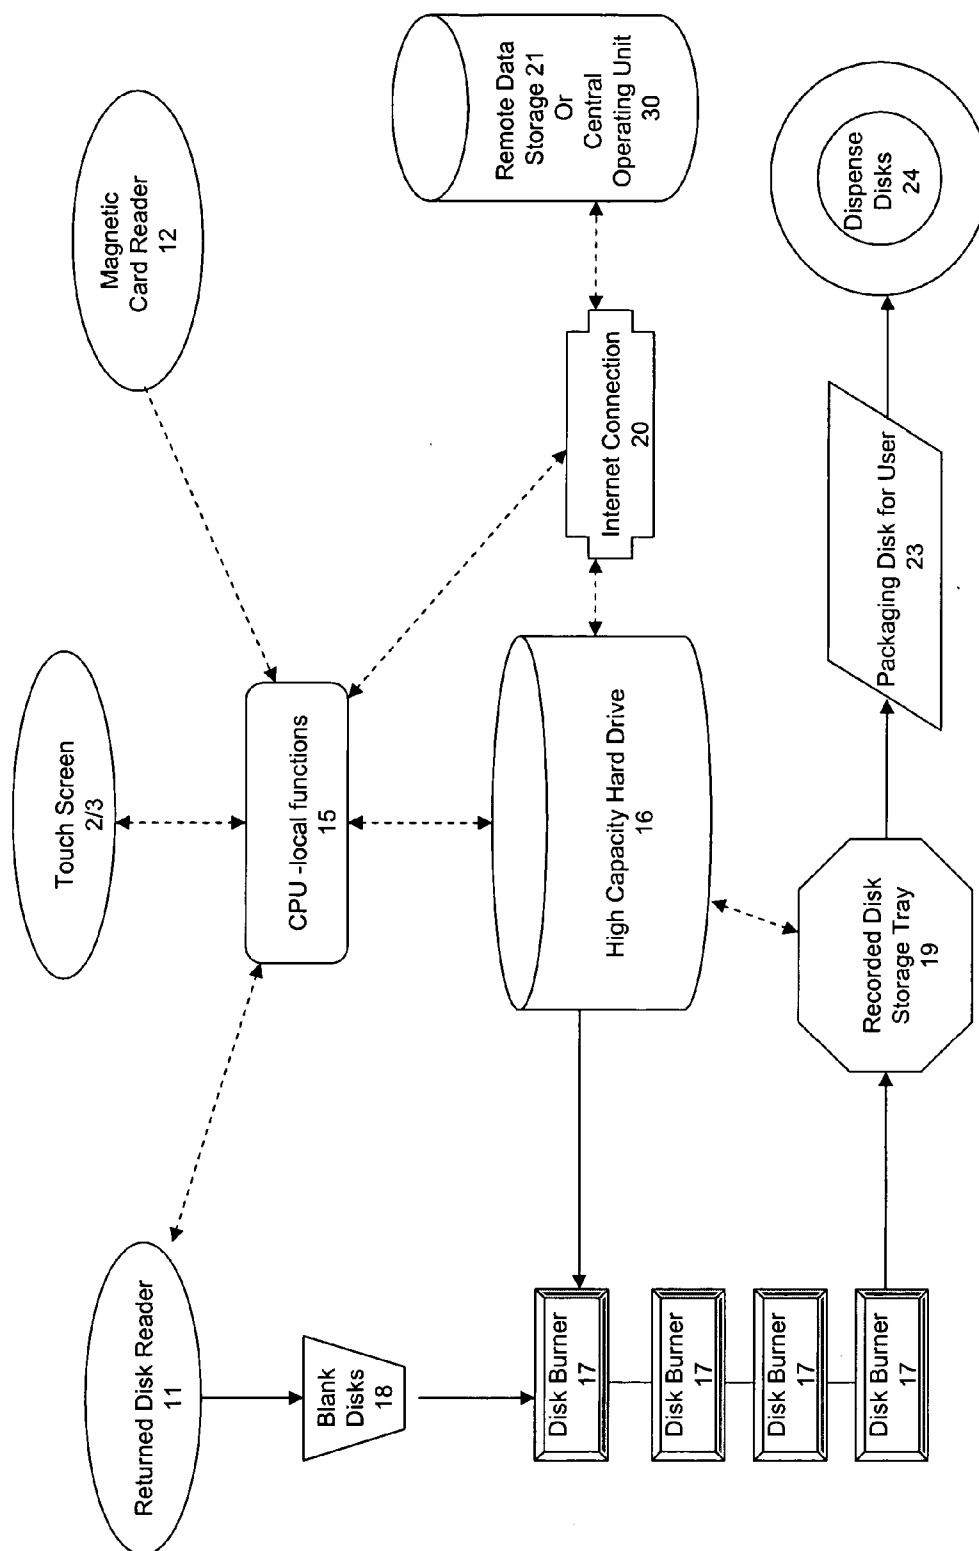 Returned Disk Reader
11
Touch Screen
2/3
Magnetic
Card Reader
12
CPU -local functions
15
Blank
Disks
18
High Capacity Hard Drive
16
Internet Connection
20
Remote Data
Storage 21
Or
Central
Operating Unit
30
Disk Burner
17
Disk Burner
17
Disk Burner
17
Disk Burner
17
Recorded Disk
Storage Tray
19
Packaging Disk for User
23
Dispense
Disks
24